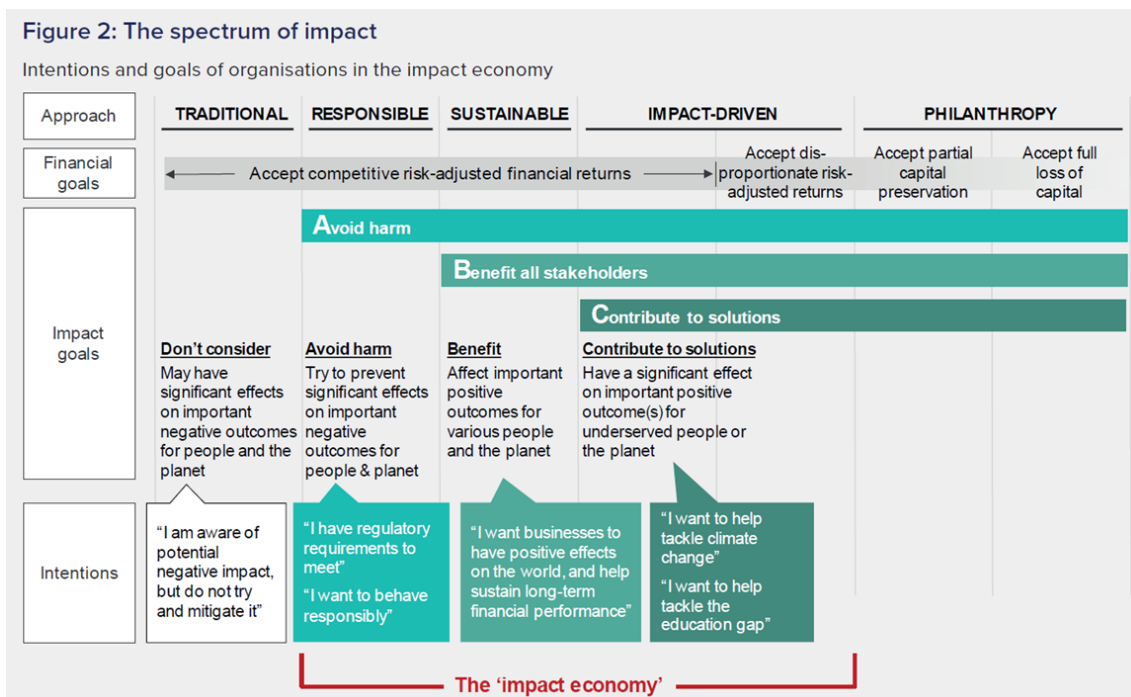 Figure 2: The spectrum of impact
Intentions and goals of organisations in the impact economy
Approach
TRADITIONAL
RESPONSIBLE
SUSTAINABLE
IMPACT-DRIVEN
PHILANTHROPY
Financial
goals
Accept competitive risk-adjusted financial returns
Accept dis-
proportionate risk-
adjusted returns
Accept partial
capital
preservation
Accept full
loss of
capital
Impact
goals
Avoid harm
Benefit all stakeholders
Contribute to solutions
Don't consider
May have
significant effects
on important
negative outcomes
for people and the
planet
Avoid harm
Try to prevent
significant effects
on important
negative
outcomes for
people & planet
Benefit
Affect important
positive
outcomes for
various people
and the planet
Contribute to solutions
Have a significant effect
on important positive
outcome(s) for
underserved people or
the planet
Intentions
“I am aware of
potential
negative impact,
but do not try
and mitigate it”
“I have regulatory
requirements to
meet”
“I want to behave
responsibly”
“I want businesses to
have positive effects
on the world, and help
sustain long-term
financial performance”
“I want to help
tackle climate
change”
“I want to help
tackle the
education gap”
The ‘impact economy’